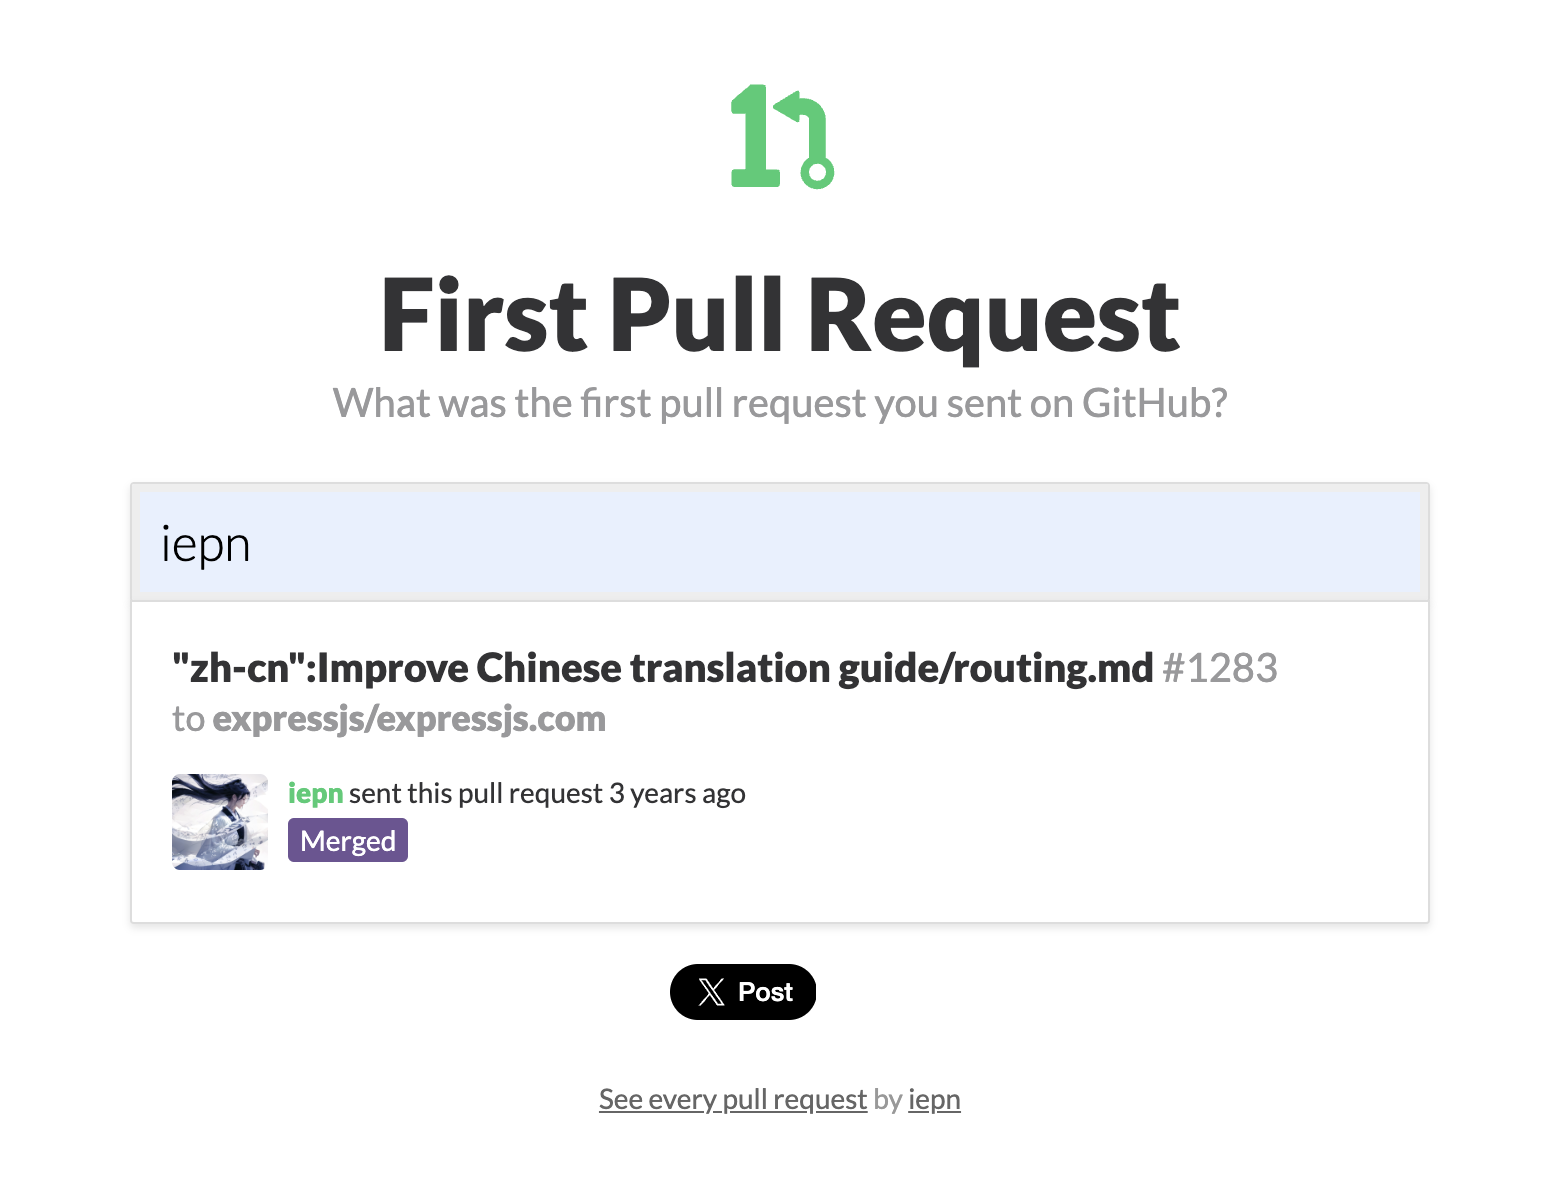 First Pull Request
What was the first pull request you sent on GitHub?
iepn
"zh-cn":Improve Chinese translation guide/routing.md #1283
to expressjs/expressjs.com
iepn sent this pull request 3 years ago
Merged
Post
See every pull request by iepn